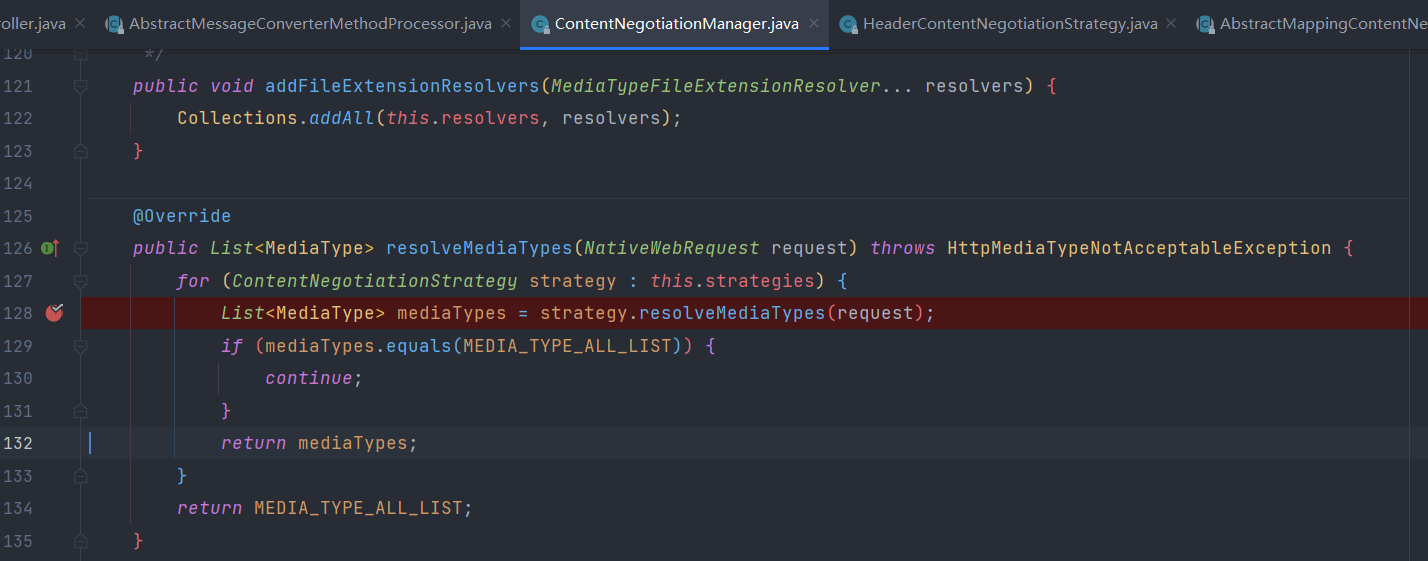 oller.java AbstractMessageConverterMethodProcessor.java ContentNegotiationManager.java HeaderContentNegotiationStrategy.java AbstractMappingContentNe
120 */
121 public void addFileExtensionResolvers(MediaTypeFileExtensionResolver... resolvers) {
122 Collections.addAll(this.resolvers, resolvers);
123 }
124
125 @Override
126 public List<MediaType> resolveMediaTypes(NativeWebRequest request) throws HttpMediaTypeNotAcceptableException {
127 for (ContentNegotiationStrategy strategy : this.strategies) {
128 List<MediaType> mediaTypes = strategy.resolveMediaTypes(request);
129 if (mediaTypes.equals(MEDIA_TYPE_ALL_LIST)) {
130 continue;
131 }
132 return mediaTypes;
133 }
134 return MEDIA_TYPE_ALL_LIST;
135 }